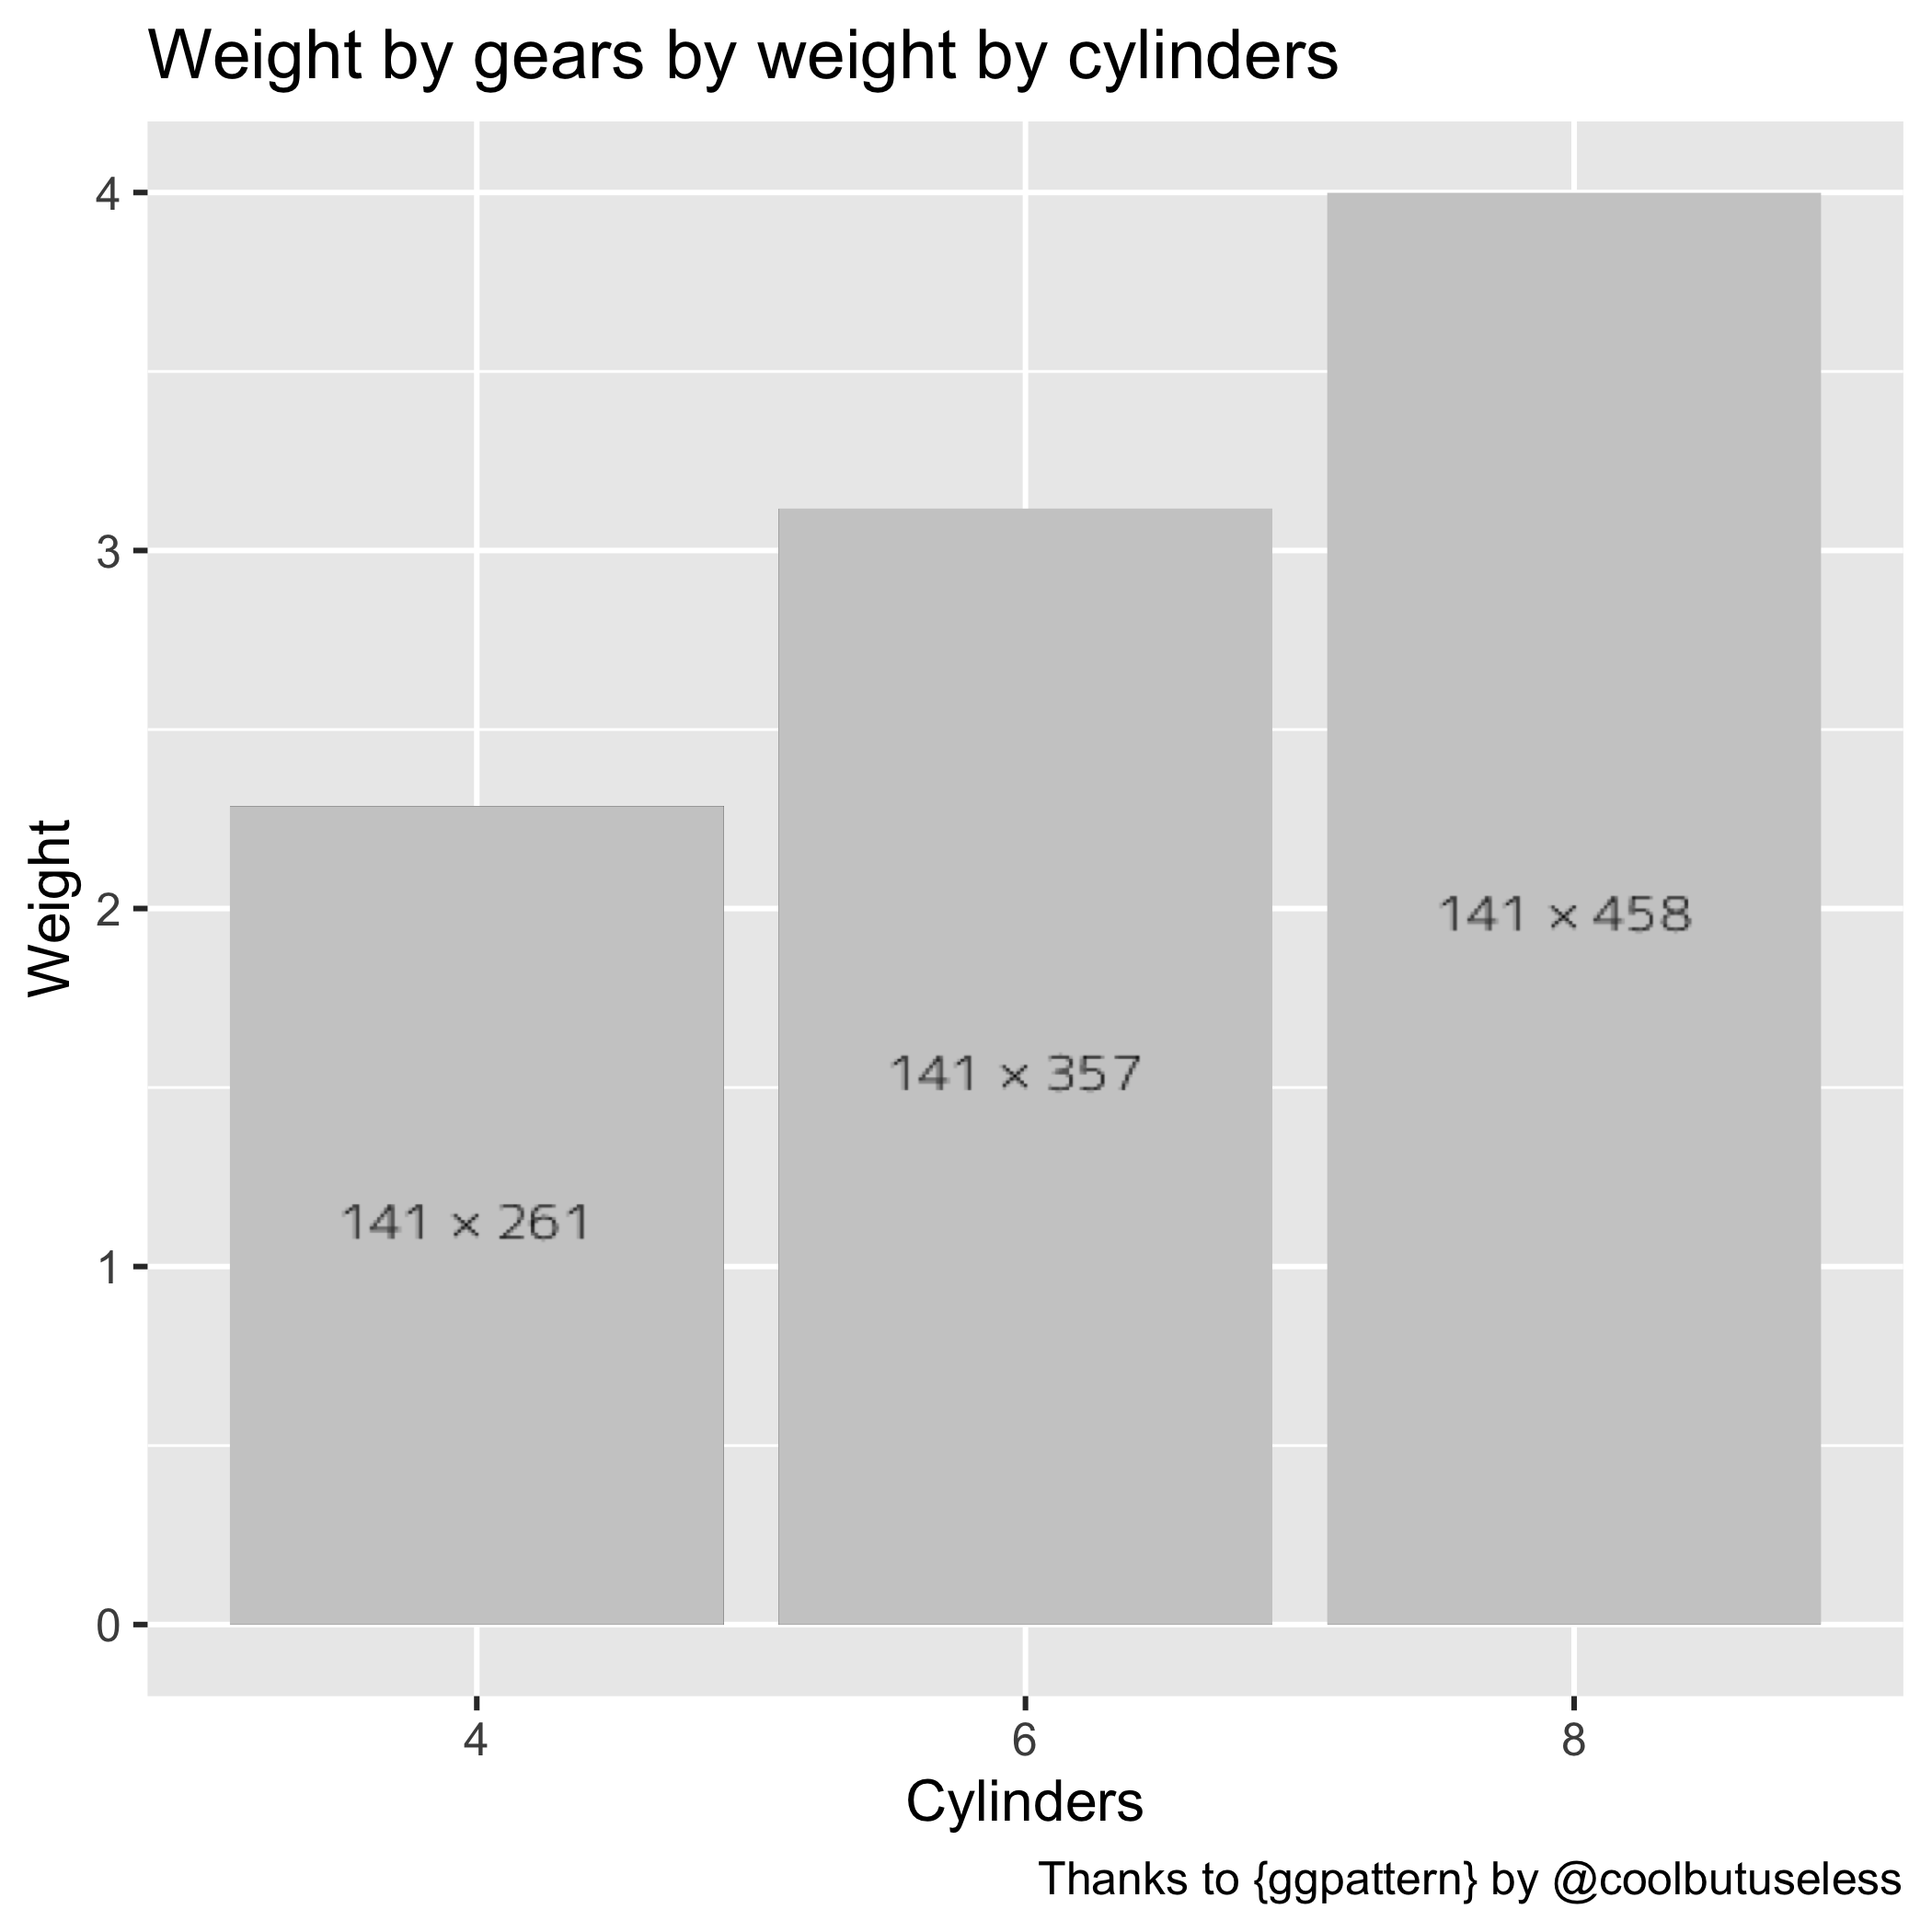 Weight by gears by weight by cylinders
4
3
2
1
0
Weight
141 × 261
141 × 357
141 × 458
4
6
8
Cylinders
Thanks to {ggpattern} by @coolbutuseless